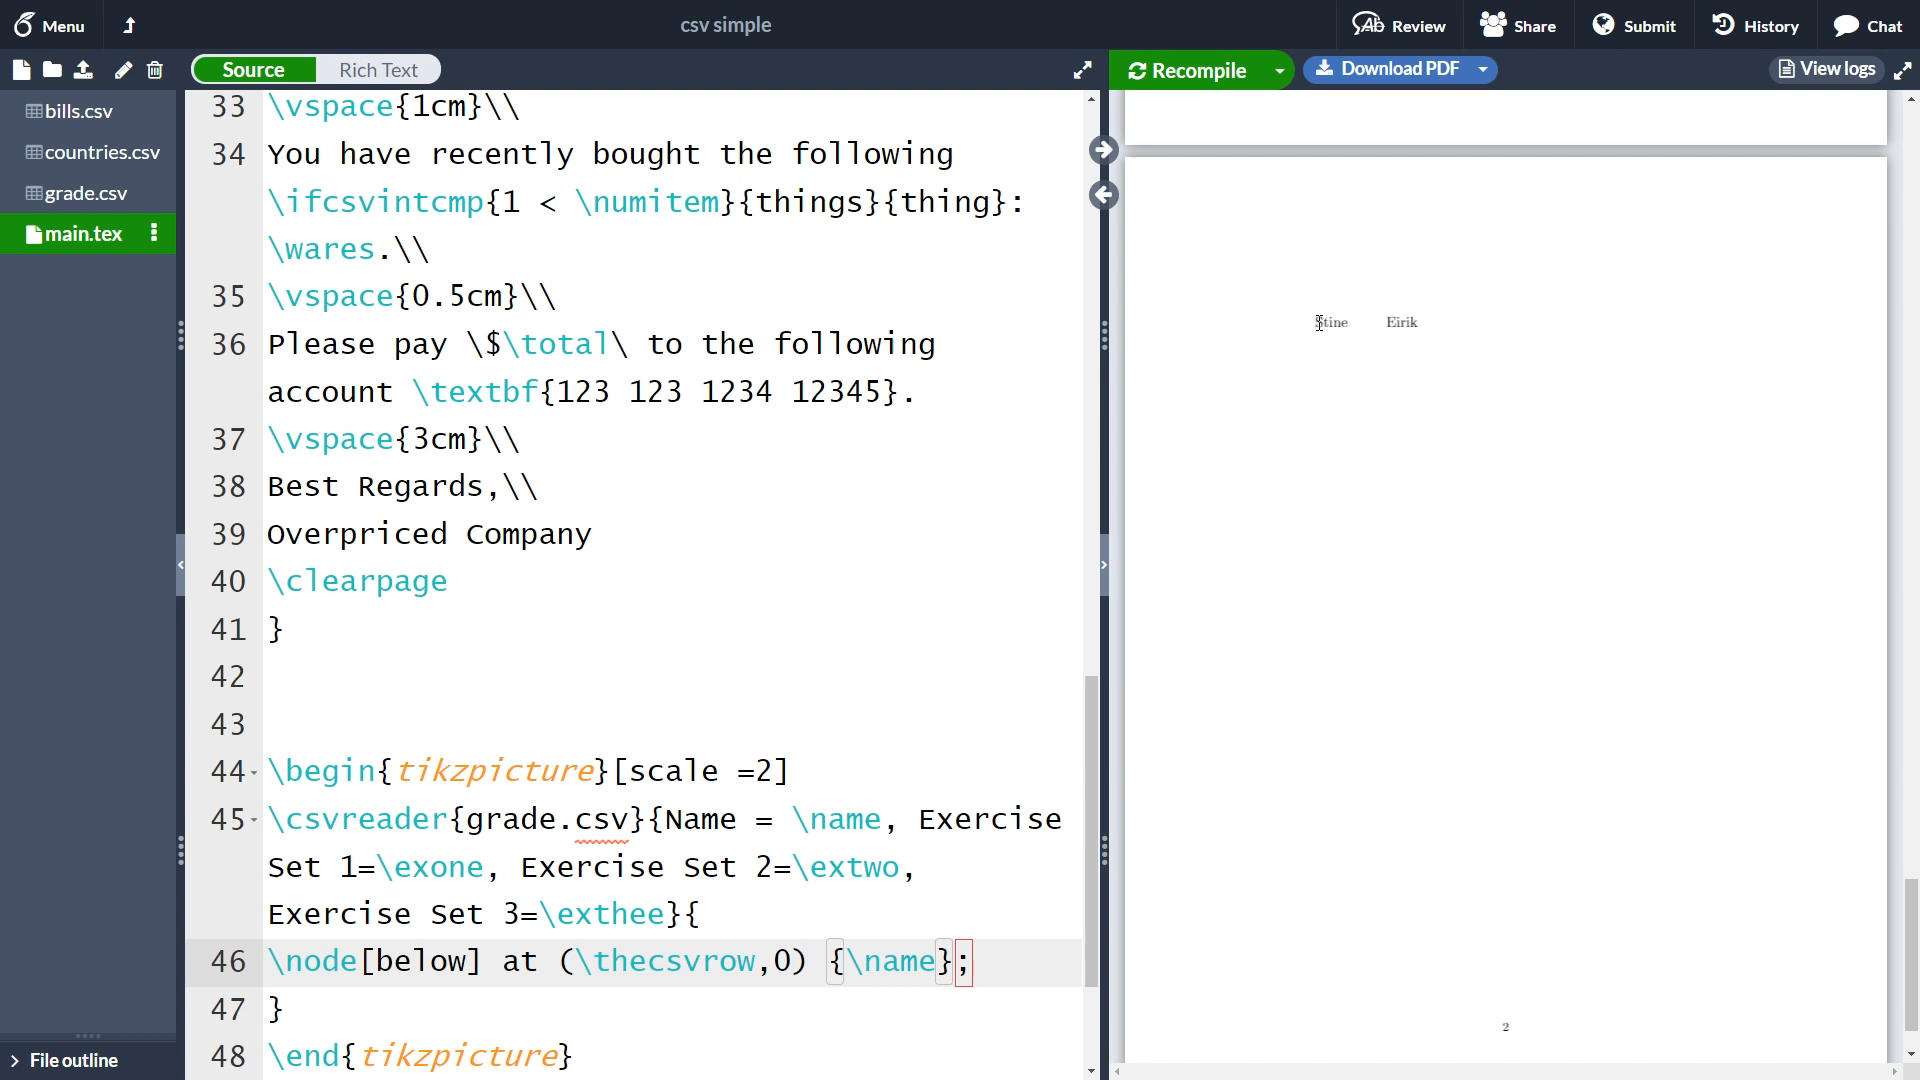 Menu
csv simple
Review
Share
Submit
History
Chat
Source
Rich Text
Recompile
Download PDF
View logs
bills.csv
countries.csv
grade.csv
main.tex
File outline
33 \vspace{1cm}\\
34 You have recently bought the following
\ifcsvintcmp{1 < \numitem}{things}{thing}:
\wares.\\
35 \vspace{0.5cm}\\
36 Please pay \$\total\ to the following
account \textbf{123 123 1234 12345}.
37 \vspace{3cm}\\
38 Best Regards,\\
39 Overpriced Company
40 \clearpage
41 }
42
43
44 \begin{tikzpicture}[scale =2]
45 \csvreader{grade.csv}{Name = \name, Exercise
Set 1=\exone, Exercise Set 2=\extwo,
Exercise Set 3=\exthee}{
46 \node[below] at (\thecsvrow,0) {\name};
47 }
48 \end{tikzpicture}
Stine Eirik
2